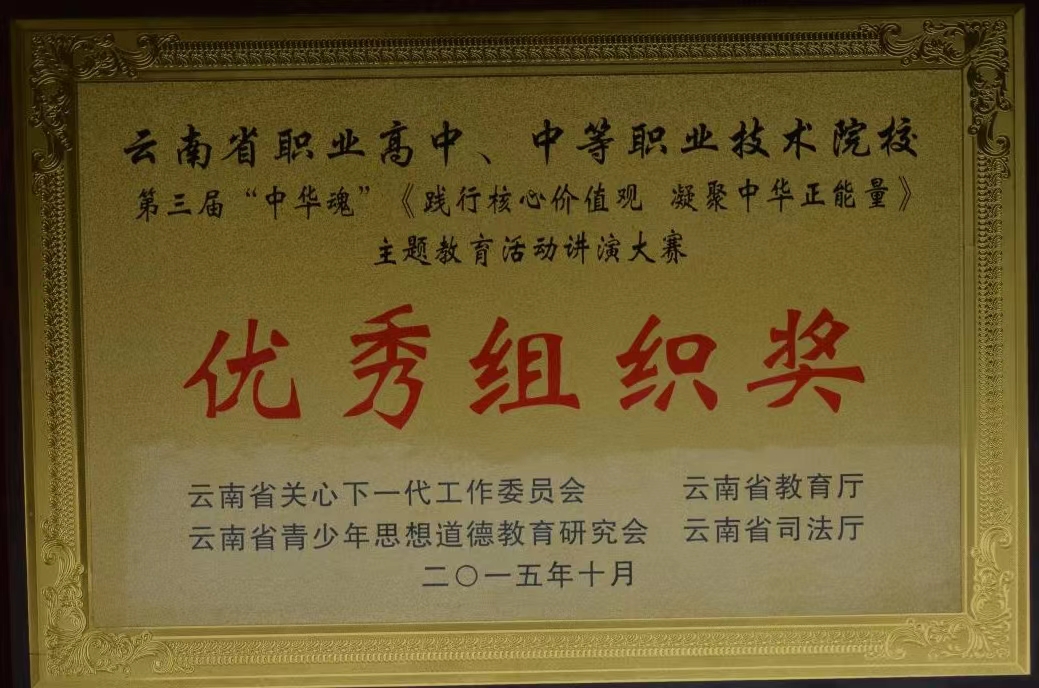 云南省职业高中、中等职业技术院校
第三届“中华魂”《践行核心价值观 凝聚中华正能量》
主题教育活动讲演大赛
优秀组织奖
云南省关心下一代工作委员会 云南省教育厅
云南省青少年思想道德教育研究会 云南省司法厅
二〇一五年十月